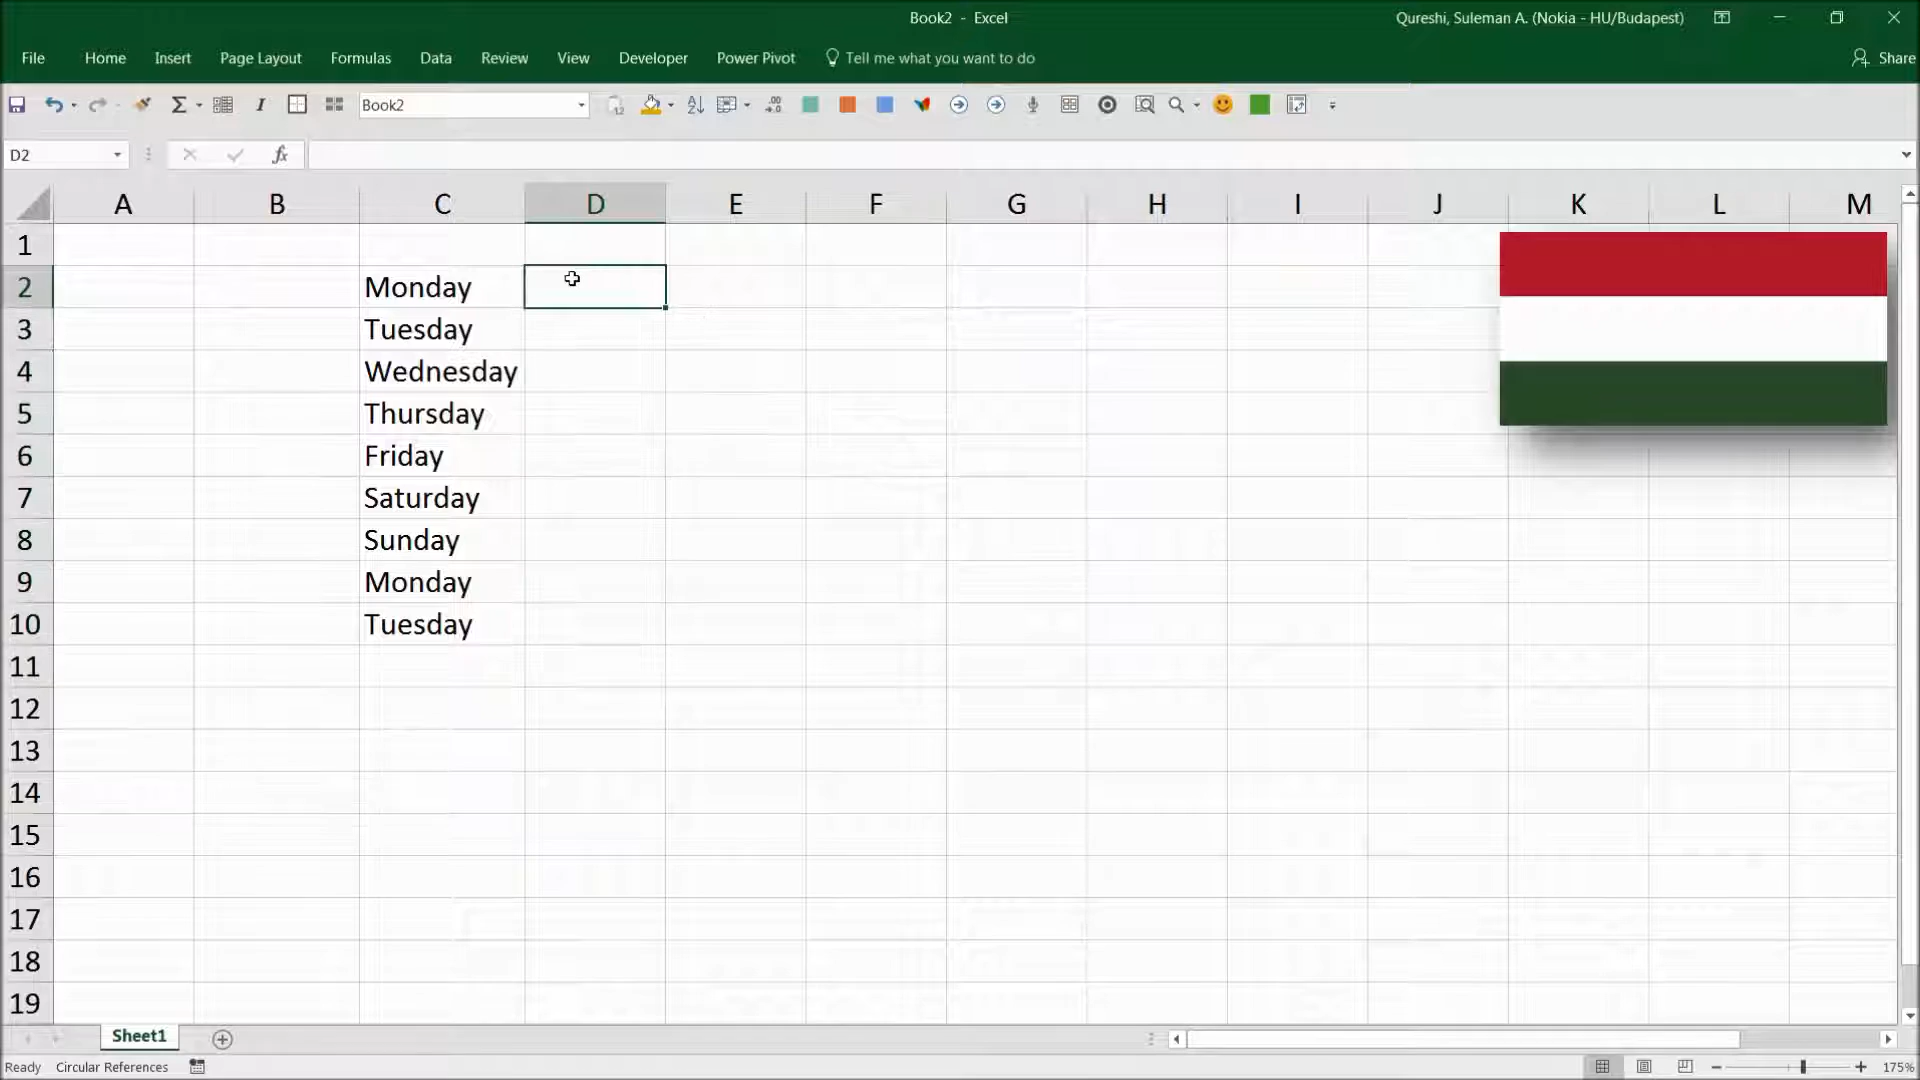 Book2 - Excel
Qureshi, Suleman A. (Nokia - HU/Budapest)
File
Home
Insert
Page Layout
Formulas
Data
Review
View
Developer
Power Pivot
Tell me what you want to do
Share
Book2
D2
fx
A B C D E F G H I J K L M
1
2 Monday
3 Tuesday
4 Wednesday
5 Thursday
6 Friday
7 Saturday
8 Sunday
9 Monday
10 Tuesday
11
12
13
14
15
16
17
18
19
Sheet1
Ready
Circular References
175%